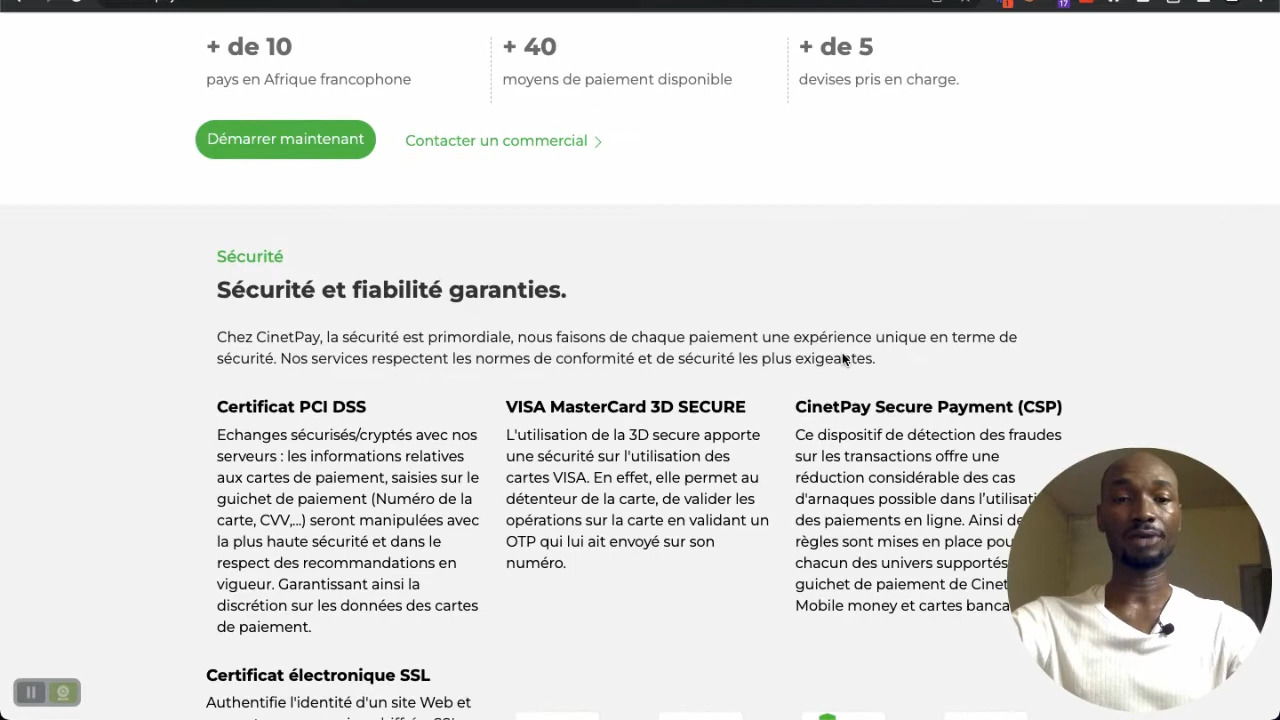 + de 10
pays en Afrique francophone
+ 40
moyens de paiement disponible
+ de 5
devises pris en charge.
Démarrer maintenant
Contacter un commercial
Sécurité
Sécurité et fiabilité garanties.
Chez CinetPay, la sécurité est primordiale, nous faisons de chaque paiement une expérience unique en terme de
sécurité. Nos services respectent les normes de conformité et de sécurité les plus exigeantes.
Certificat PCI DSS
Echanges sécurisés/cryptés avec nos
serveurs : les informations relatives
aux cartes de paiement, saisies sur le
guichet de paiement (Numéro de la
carte, CVV,...) seront manipulées avec
la plus haute sécurité et dans le
respect des recommandations en
vigueur. Garantissant ainsi la
discrétion sur les données des cartes
de paiement.
VISA MasterCard 3D SECURE
L'utilisation de la 3D secure apporte
une sécurité sur l'utilisation des
cartes VISA. En effet, elle permet au
détenteur de la carte, de valider les
opérations sur la carte en validant un
OTP qui lui ait envoyé sur son
numéro.
CinetPay Secure Payment (CSP)
Ce dispositif de détection des fraudes
sur les transactions offre une
réduction considérable des cas
d'arnaques possible dans l'utilisati
des paiements en ligne. Ainsi de
règles sont mises en place pou
chacun des univers supportés
guichet de paiement de Cinet
Mobile money et cartes banca
Certificat électronique SSL
Authentifie l'identité d'un site Web et
1
17